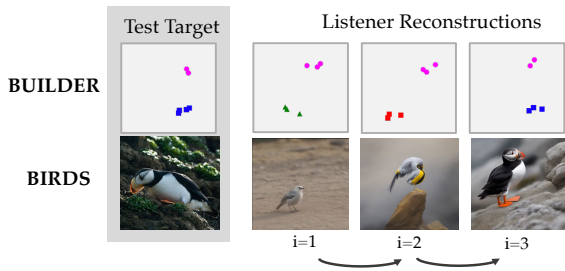 Test Target
Listener Reconstructions
BUILDER
BIRDS
i=1
i=2
i=3